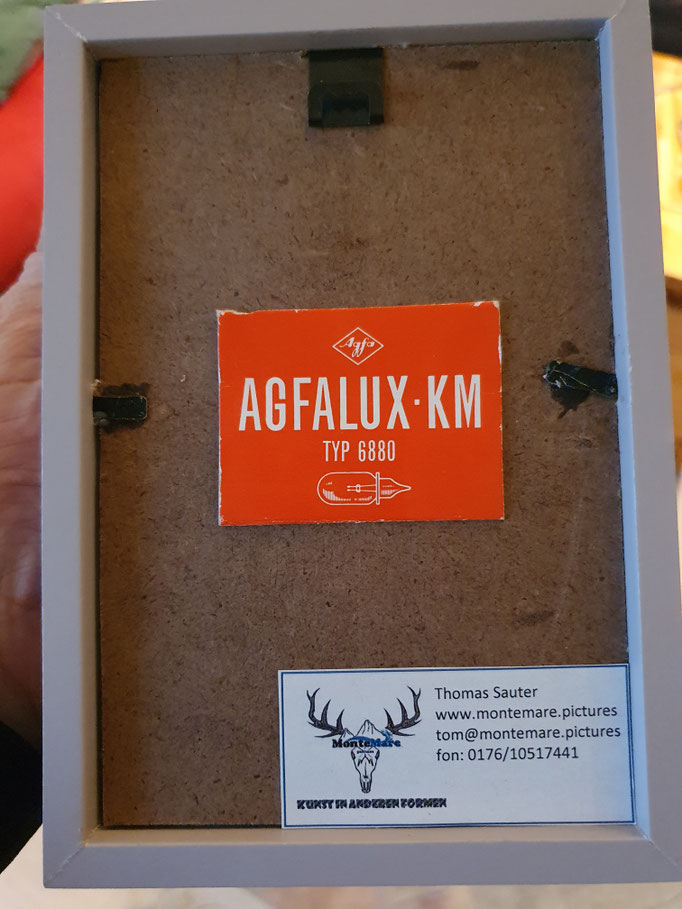 Agfa
AGFALUX·KM
TYP 6880
Thomas Sauter
www.montemare.pictures
tom@montemare.pictures
fon: 0176/10517441
MonteMare
KUNST IN ANDEREN FORMEN